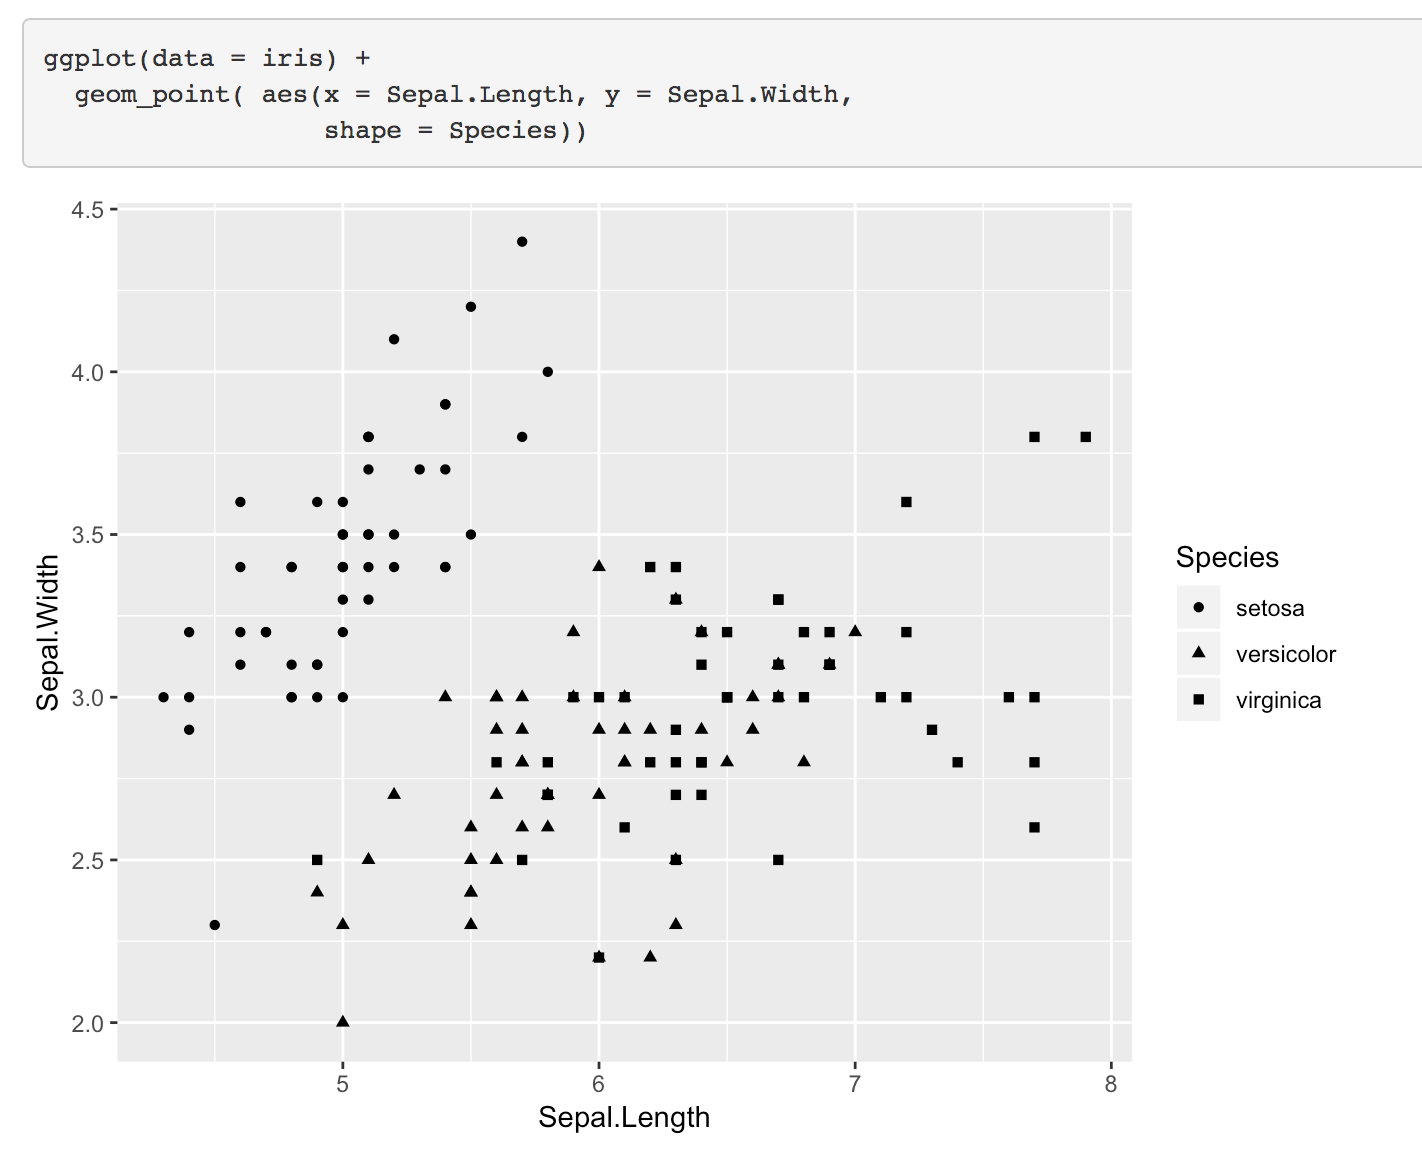 ggplot(data = iris) +
  geom_point( aes(x = Sepal.Length, y = Sepal.Width,
                  shape = Species))
4.5
4.0
3.5
3.0
2.5
2.0
Sepal.Width
5 6 7 8
Sepal.Length
Species
setosa
versicolor
virginica